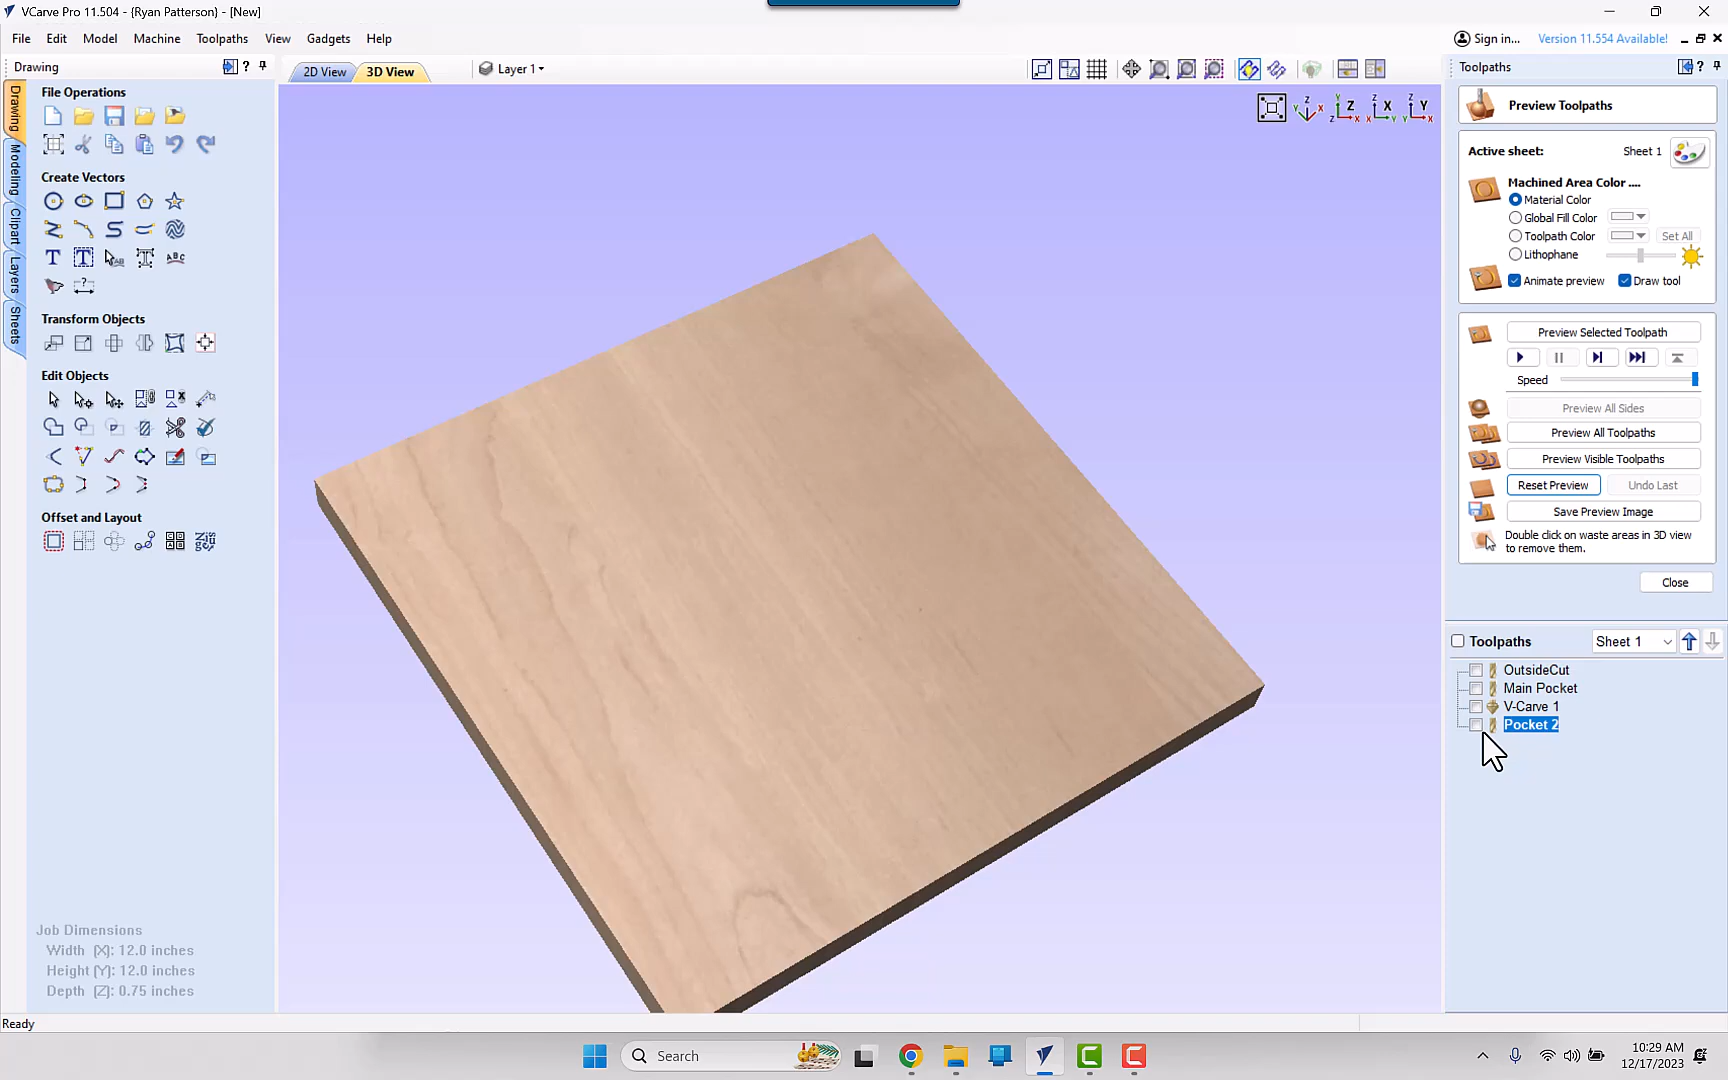 VCarve Pro 11.504 - {Ryan Patterson} - [New]
File Edit Model Machine Toolpaths View Gadgets Help
Sign in... Version 11.554 Available!
Drawing
2D View 3D View Layer 1
Toolpaths
Drawing
Modeling
Clipart
Layers
Sheets
File Operations
Create Vectors
Transform Objects
Edit Objects
Offset and Layout
Job Dimensions
Width (X): 12.0 inches
Height (Y): 12.0 inches
Depth (Z): 0.75 inches
Preview Toolpaths
Active sheet: Sheet 1
Machined Area Color ....
Material Color
Global Fill Color
Toolpath Color Set All
Lithophane
Animate preview Draw tool
Preview Selected Toolpath
Speed
Preview All Sides
Preview All Toolpaths
Preview Visible Toolpaths
Reset Preview Undo Last
Save Preview Image
Double click on waste areas in 3D view
to remove them.
Close
Toolpaths Sheet 1
OutsideCut
Main Pocket
V-Carve 1
Pocket 2
Ready
Search
10:29 AM
12/17/2023